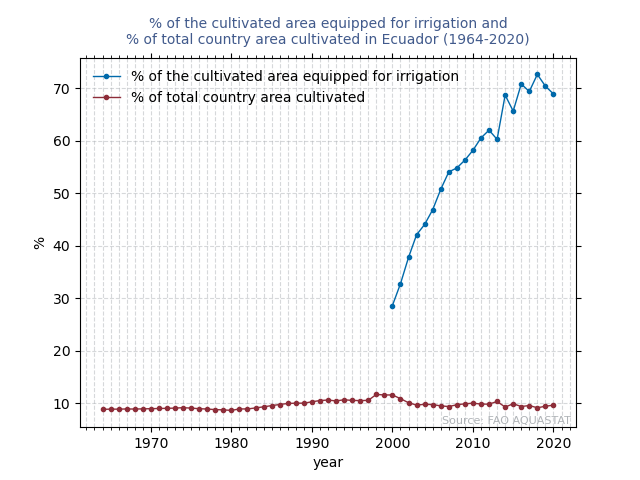 % of the cultivated area equipped for irrigation and
% of total country area cultivated in Ecuador (1964-2020)
% of the cultivated area equipped for irrigation
% of total country area cultivated
70
60
50
40
30
20
10
%
1970 1980 1990 2000 2010 2020
year
Source: FAO AQUASTAT